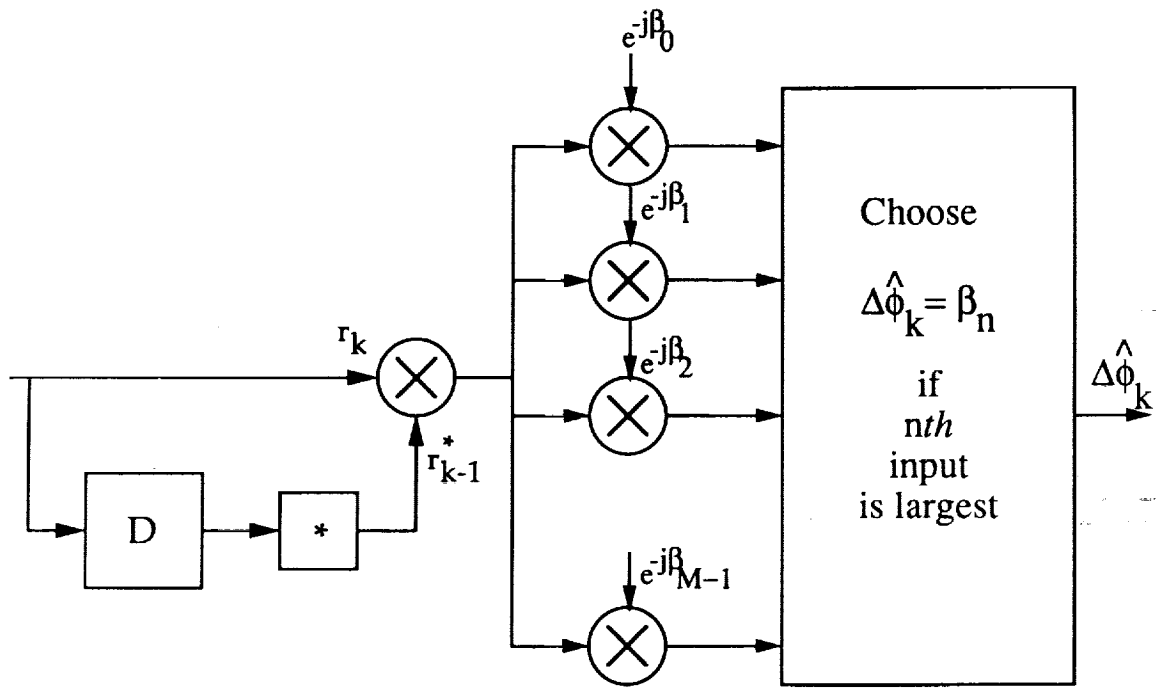 e^{-jβ_0}
e^{-jβ_1}
e^{-jβ_2}
e^{-jβ_{M−1}}
r_k
r^*_{k-1}
D
*
Choose
Δφ̂_k = β_n
if
nth
input
is largest
Δφ̂_k